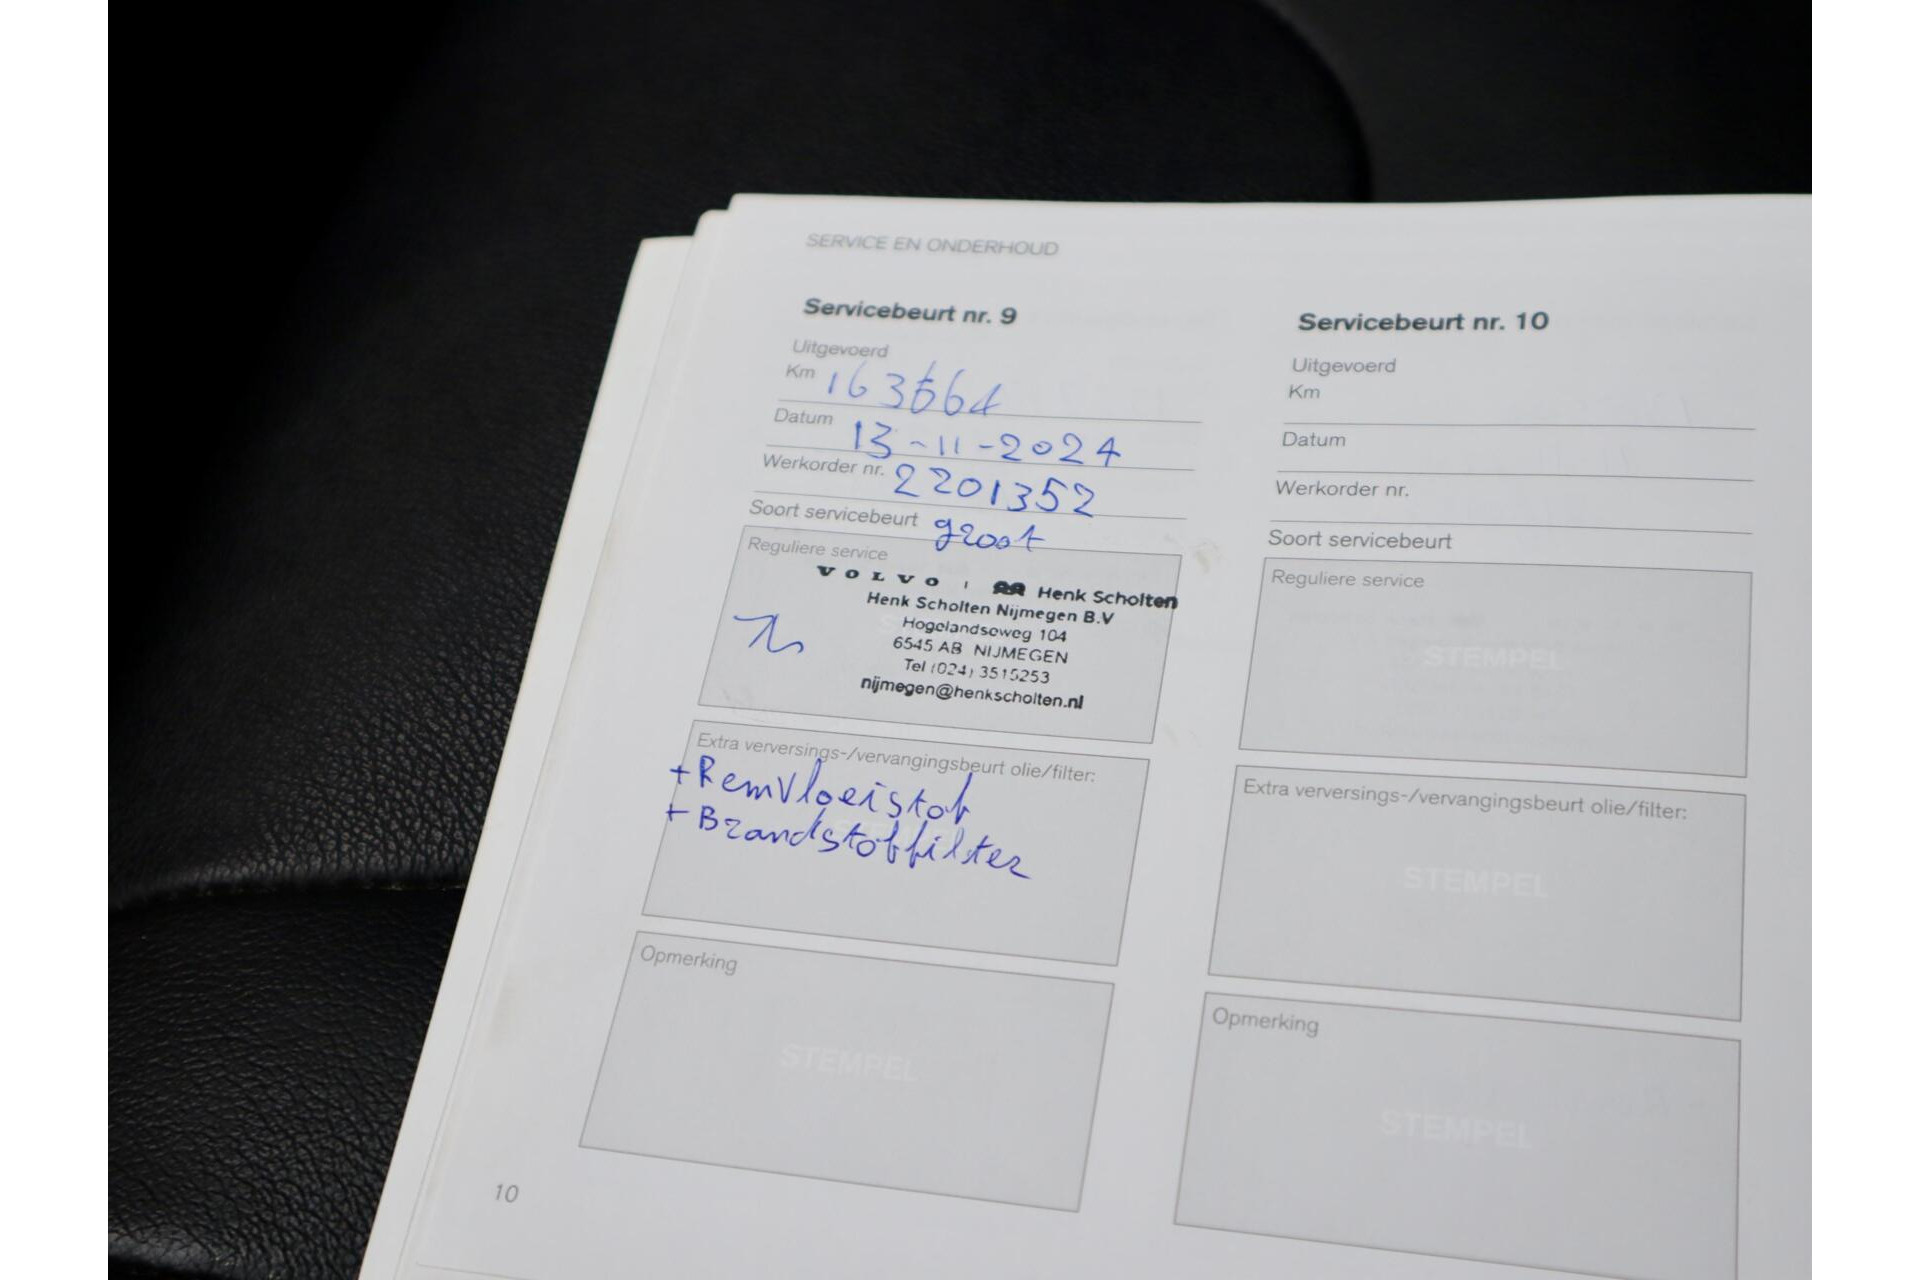 SERVICE EN ONDERHOUD
Servicebeurt nr. 9
Uitgevoerd
Km 163564
Datum 13-11-2024
Werkorder nr. 2201352
Soort servicebeurt groot
Reguliere service
VOLVO | Henk Scholten
Henk Scholten Nijmegen B.V
Hogelandseweg 104
6545 AB NIJMEGEN
Tel (024) 3515253
nijmegen@henkscholten.nl
Extra verversings-/vervangingsbeurt olie/filter:
+ Remvloeistof
+ Brandstoffilter
Opmerking
STEMPEL
10
Servicebeurt nr. 10
Uitgevoerd
Km
Datum
Werkorder nr.
Soort servicebeurt
Reguliere service
STEMPEL
Extra verversings-/vervangingsbeurt olie/filter:
STEMPEL
Opmerking
STEMPEL